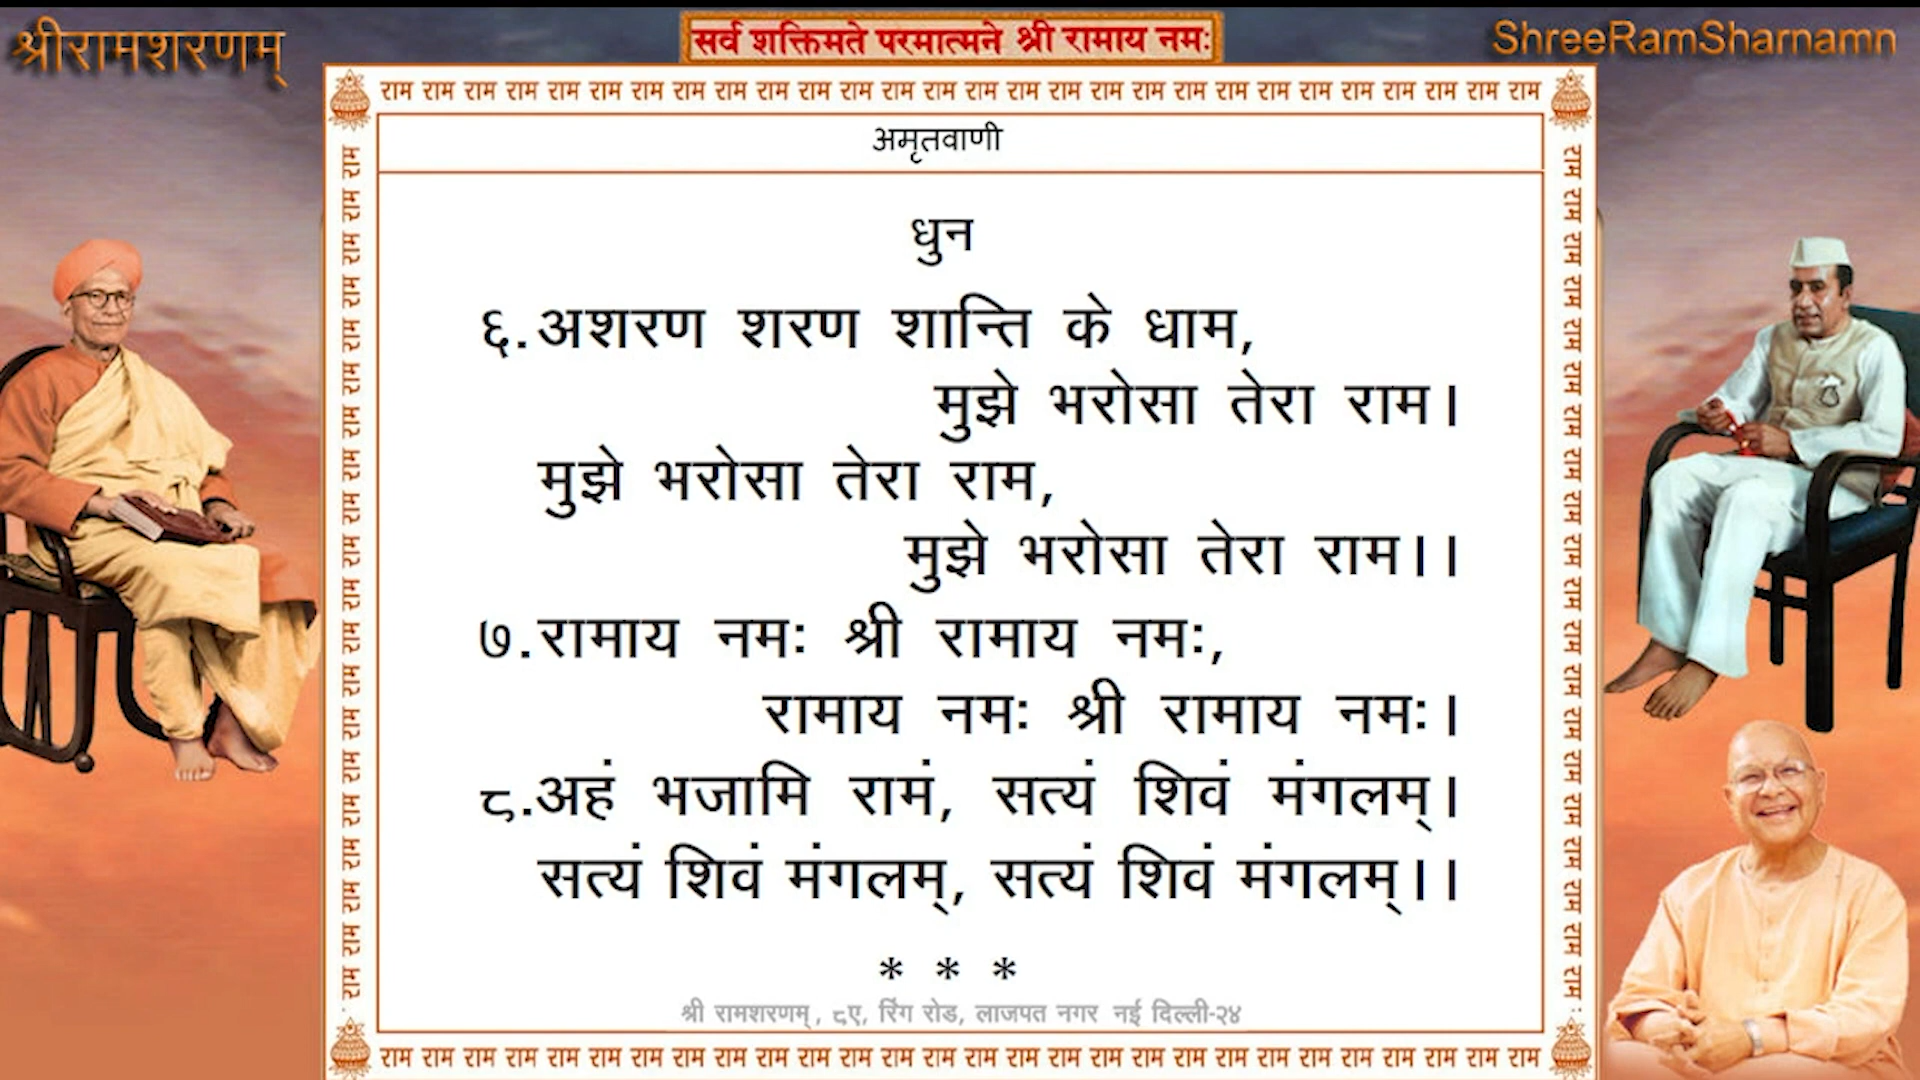 श्रीरामशरणम्
सर्व शक्तिमते परमात्मने श्री रामाय नमः
ShreeRamSharnamn
राम राम राम राम राम राम राम राम राम राम राम राम राम राम राम राम राम राम राम राम राम राम राम राम राम राम राम राम
अमृतवाणी
धुन
६.अशरण शरण शान्ति के धाम,
मुझे भरोसा तेरा राम।
मुझे भरोसा तेरा राम,
मुझे भरोसा तेरा राम।।
७.रामाय नमः श्री रामाय नमः,
रामाय नमः श्री रामाय नमः।
८.अहं भजामि रामं, सत्यं शिवं मंगलम्।
सत्यं शिवं मंगलम्, सत्यं शिवं मंगलम्।।
* * *
श्री रामशरणम्, ८ए, रिंग रोड, लाजपत नगर नई दिल्ली-२४
राम राम राम राम राम राम राम राम राम राम राम राम राम राम राम राम राम राम राम राम राम राम राम राम राम राम राम राम
राम राम राम राम राम राम राम राम राम राम राम राम राम राम राम राम राम राम राम राम
राम राम राम राम राम राम राम राम राम राम राम राम राम राम राम राम राम राम राम राम